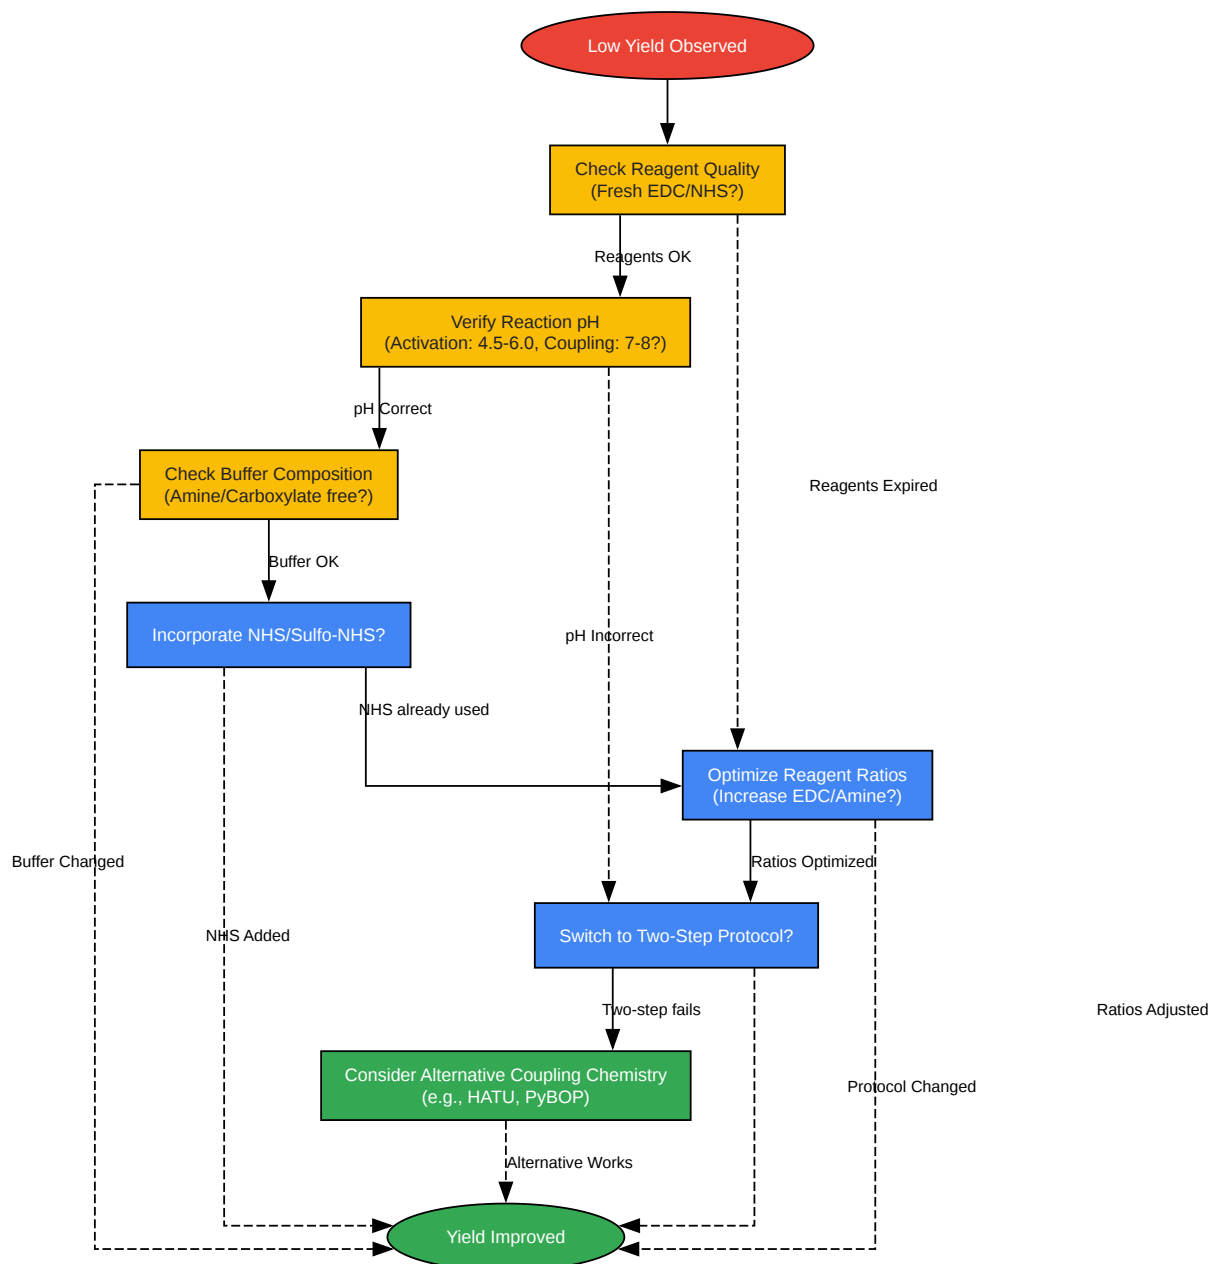 Low Yield Observed
Check Reagent Quality
(Fresh EDC/NHS?)
Reagents OK
Verify Reaction pH
(Activation: 4.5-6.0, Coupling: 7-8?)
pH Correct
Check Buffer Composition
(Amine/Carboxylate free?)
Reagents Expired
Buffer OK
Incorporate NHS/Sulfo-NHS?
pH Incorrect
NHS already used
Optimize Reagent Ratios
(Increase EDC/Amine?)
Buffer Changed
Ratios Optimized
NHS Added
Switch to Two-Step Protocol?
Two-step fails
Ratios Adjusted
Consider Alternative Coupling Chemistry
(e.g., HATU, PyBOP)
Protocol Changed
Alternative Works
Yield Improved